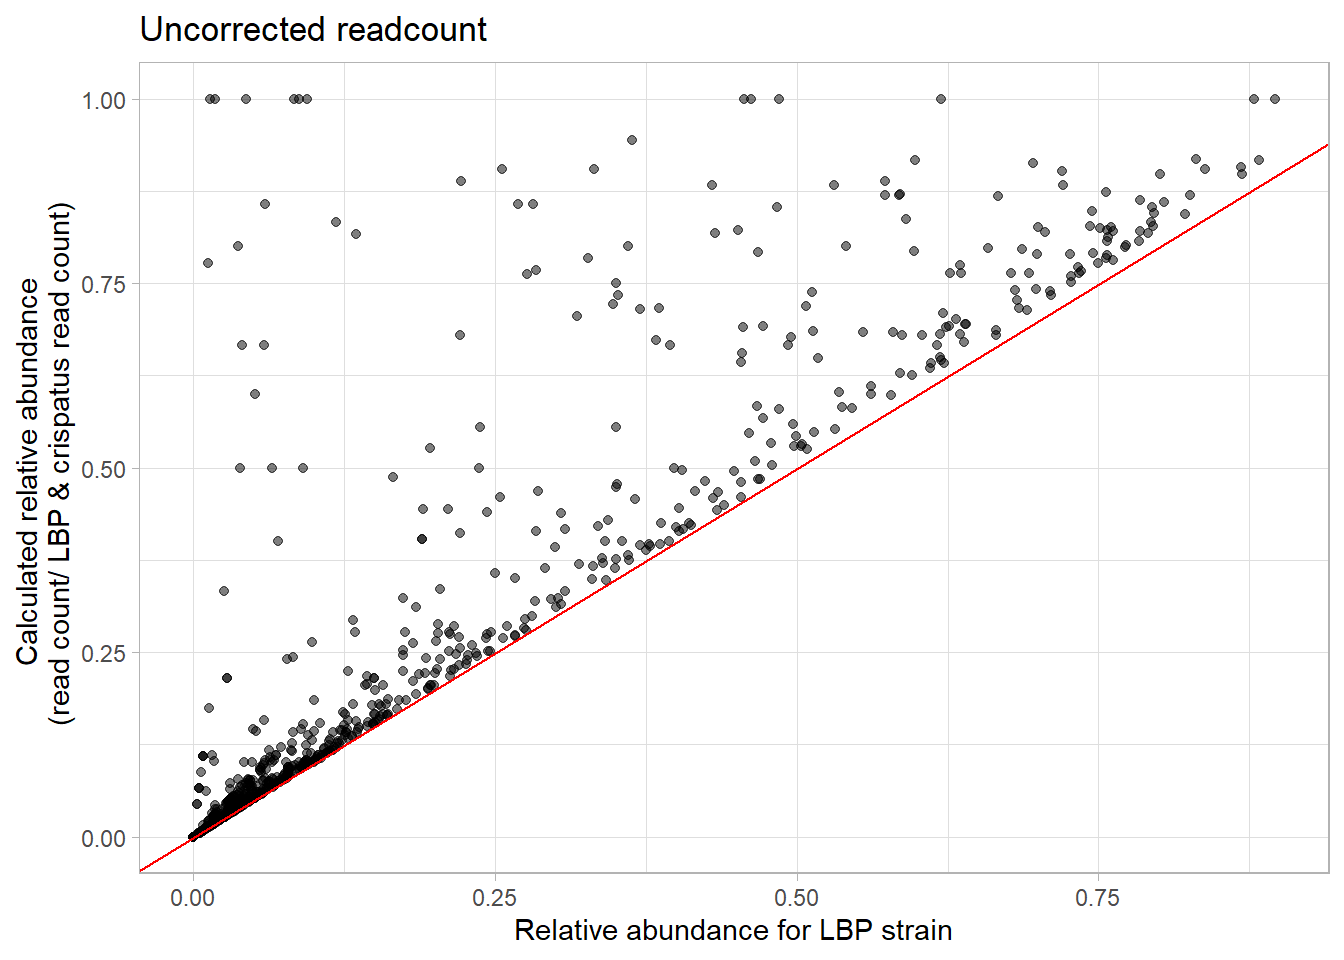 Uncorrected readcount
Calculated relative abundance
(read count/ LBP & crispatus read count)
1.00
0.75
0.50
0.25
0.00
0.00
0.25
0.50
0.75
Relative abundance for LBP strain